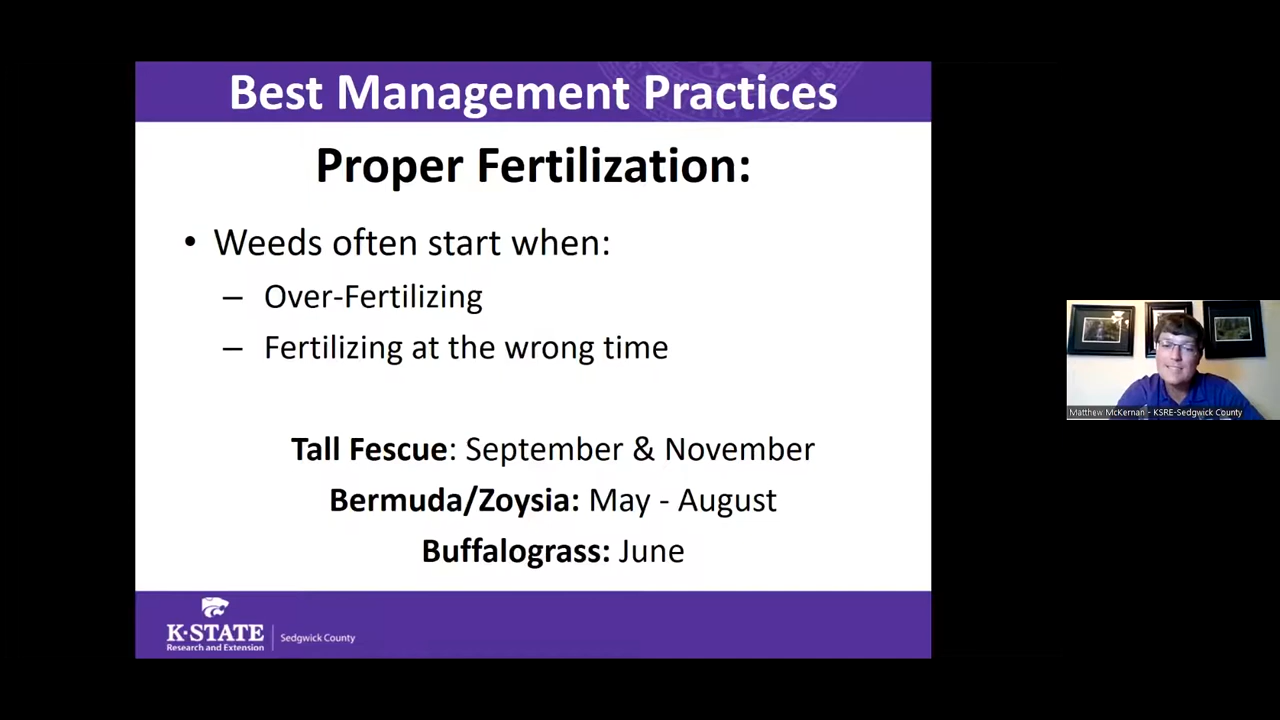 Best Management Practices
Proper Fertilization:
• Weeds often start when:
– Over-Fertilizing
– Fertilizing at the wrong time
Tall Fescue: September & November
Bermuda/Zoysia: May - August
Buffalograss: June
K·STATE
Research and Extension
Sedgwick County
Matthew McKernan - KSRE-Sedgwick County